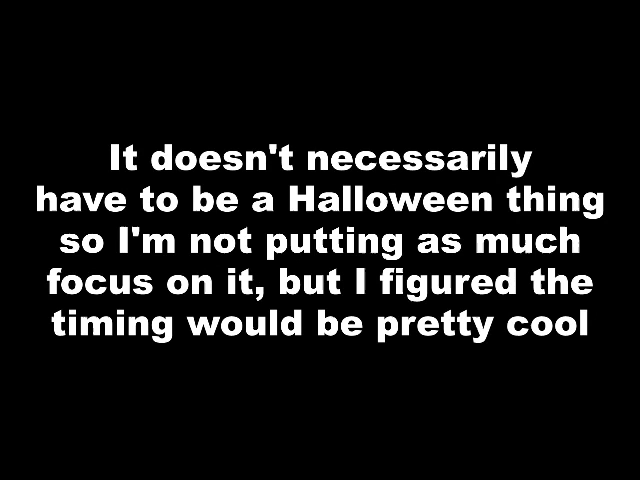 It doesn't necessarily
have to be a Halloween thing
so I'm not putting as much
focus on it, but I figured the
timing would be pretty cool